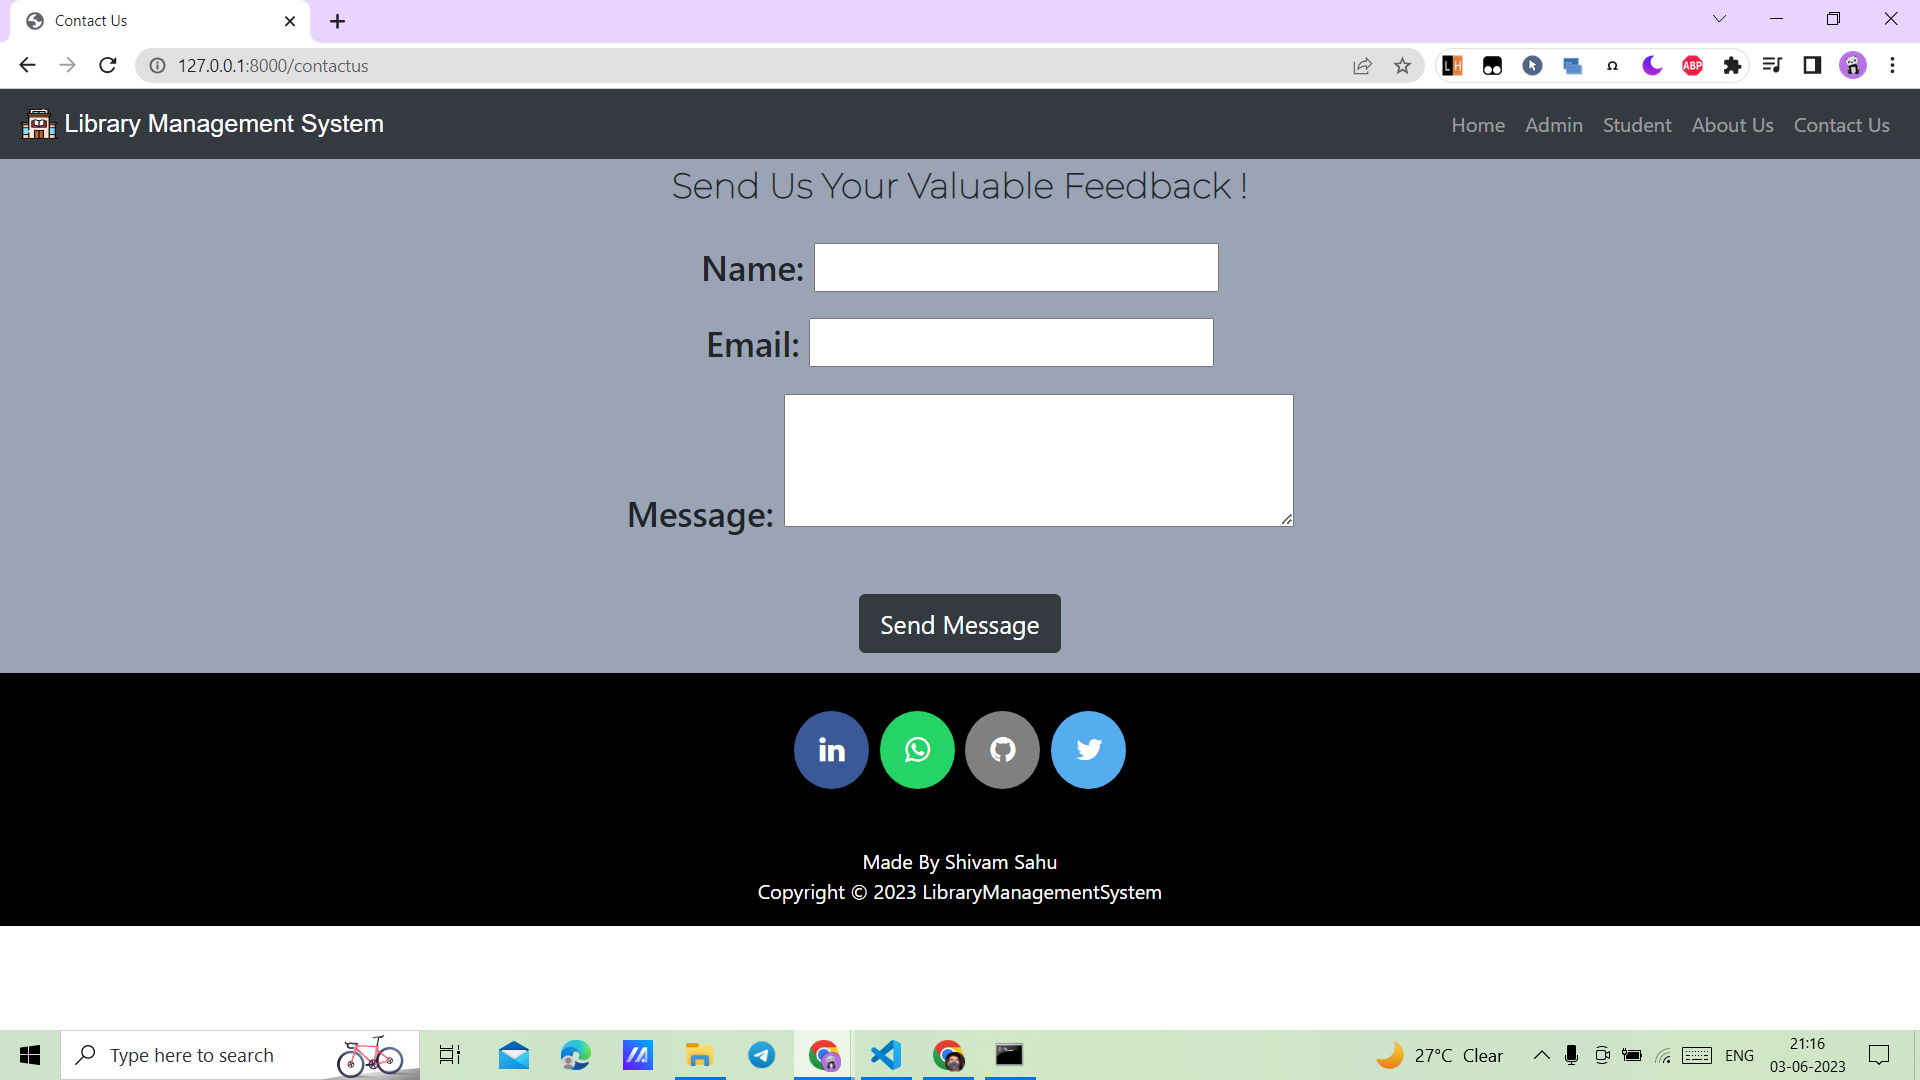 Contact Us
127.0.0.1:8000/contactus
LH
Ω
ABP
Library Management System
Home Admin Student About Us Contact Us
Send Us Your Valuable Feedback !
Name:
Email:
Message:
Send Message
in
Made By Shivam Sahu
Copyright © 2023 LibraryManagementSystem
Type here to search
27°C Clear
ENG
21:16
03-06-2023